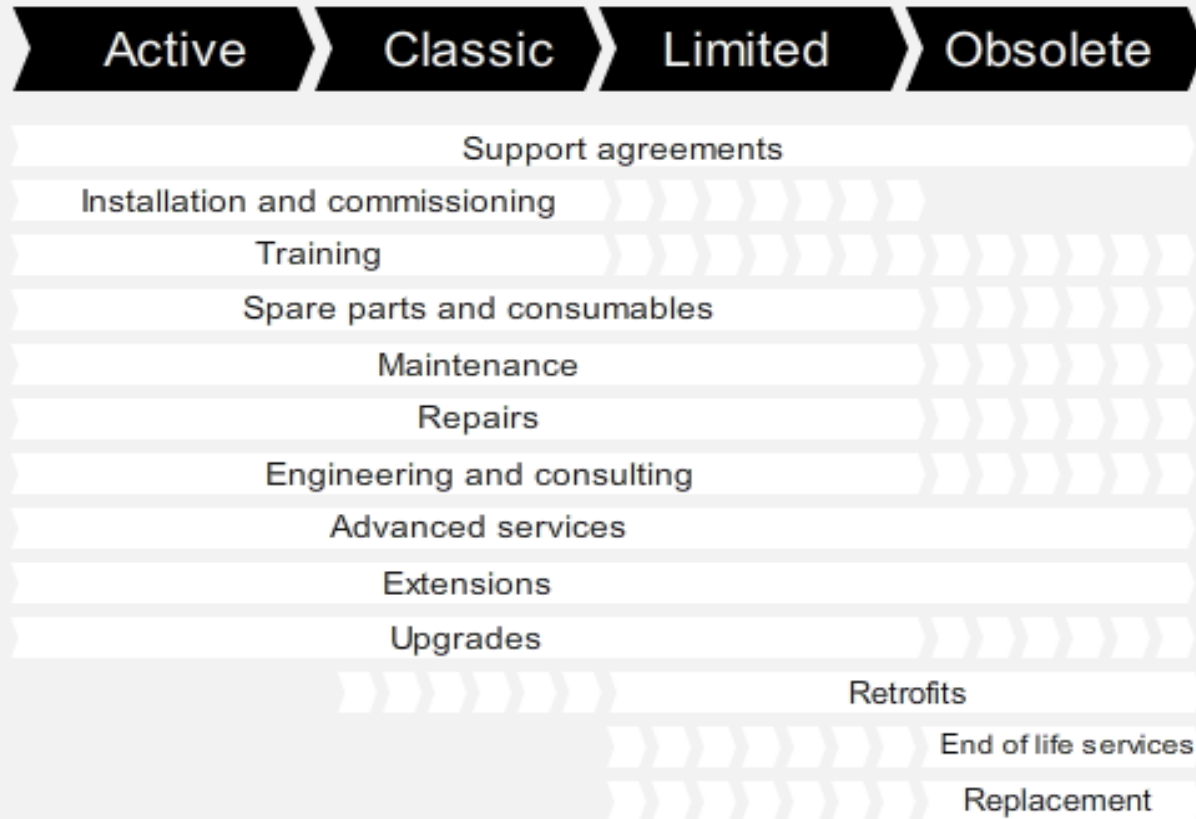 Active Classic Limited Obsolete
Support agreements
Installation and commissioning
Training
Spare parts and consumables
Maintenance
Repairs
Engineering and consulting
Advanced services
Extensions
Upgrades
Retrofits
End of life services
Replacement